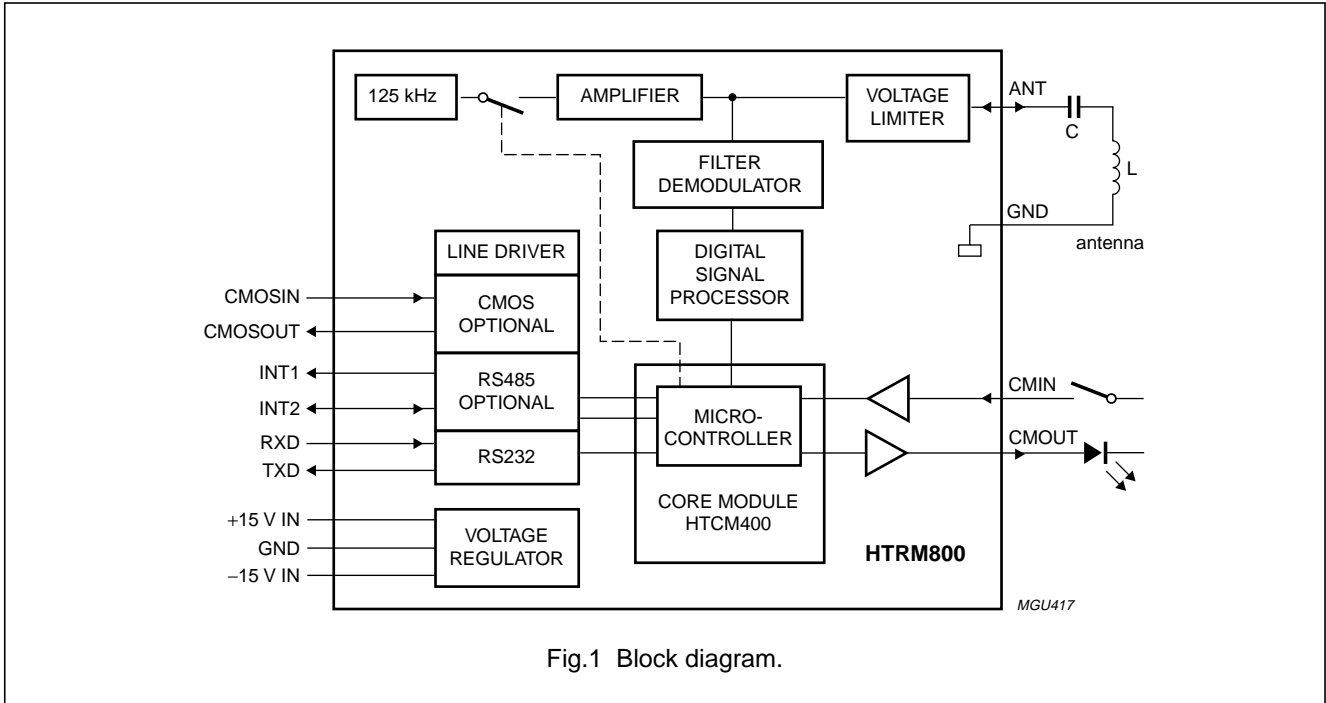 125 kHz
AMPLIFIER
VOLTAGE
LIMITER
ANT
C
L
GND
antenna
FILTER
DEMODULATOR
DIGITAL
SIGNAL
PROCESSOR
LINE DRIVER
CMOS
OPTIONAL
RS485
OPTIONAL
RS232
CMOSIN
CMOSOUT
INT1
INT2
RXD
TXD
MICRO-
CONTROLLER
CORE MODULE
HTCM400
CMIN
CMOUT
+15 V IN
GND
−15 V IN
VOLTAGE
REGULATOR
HTRM800
MGU417
Fig.1 Block diagram.